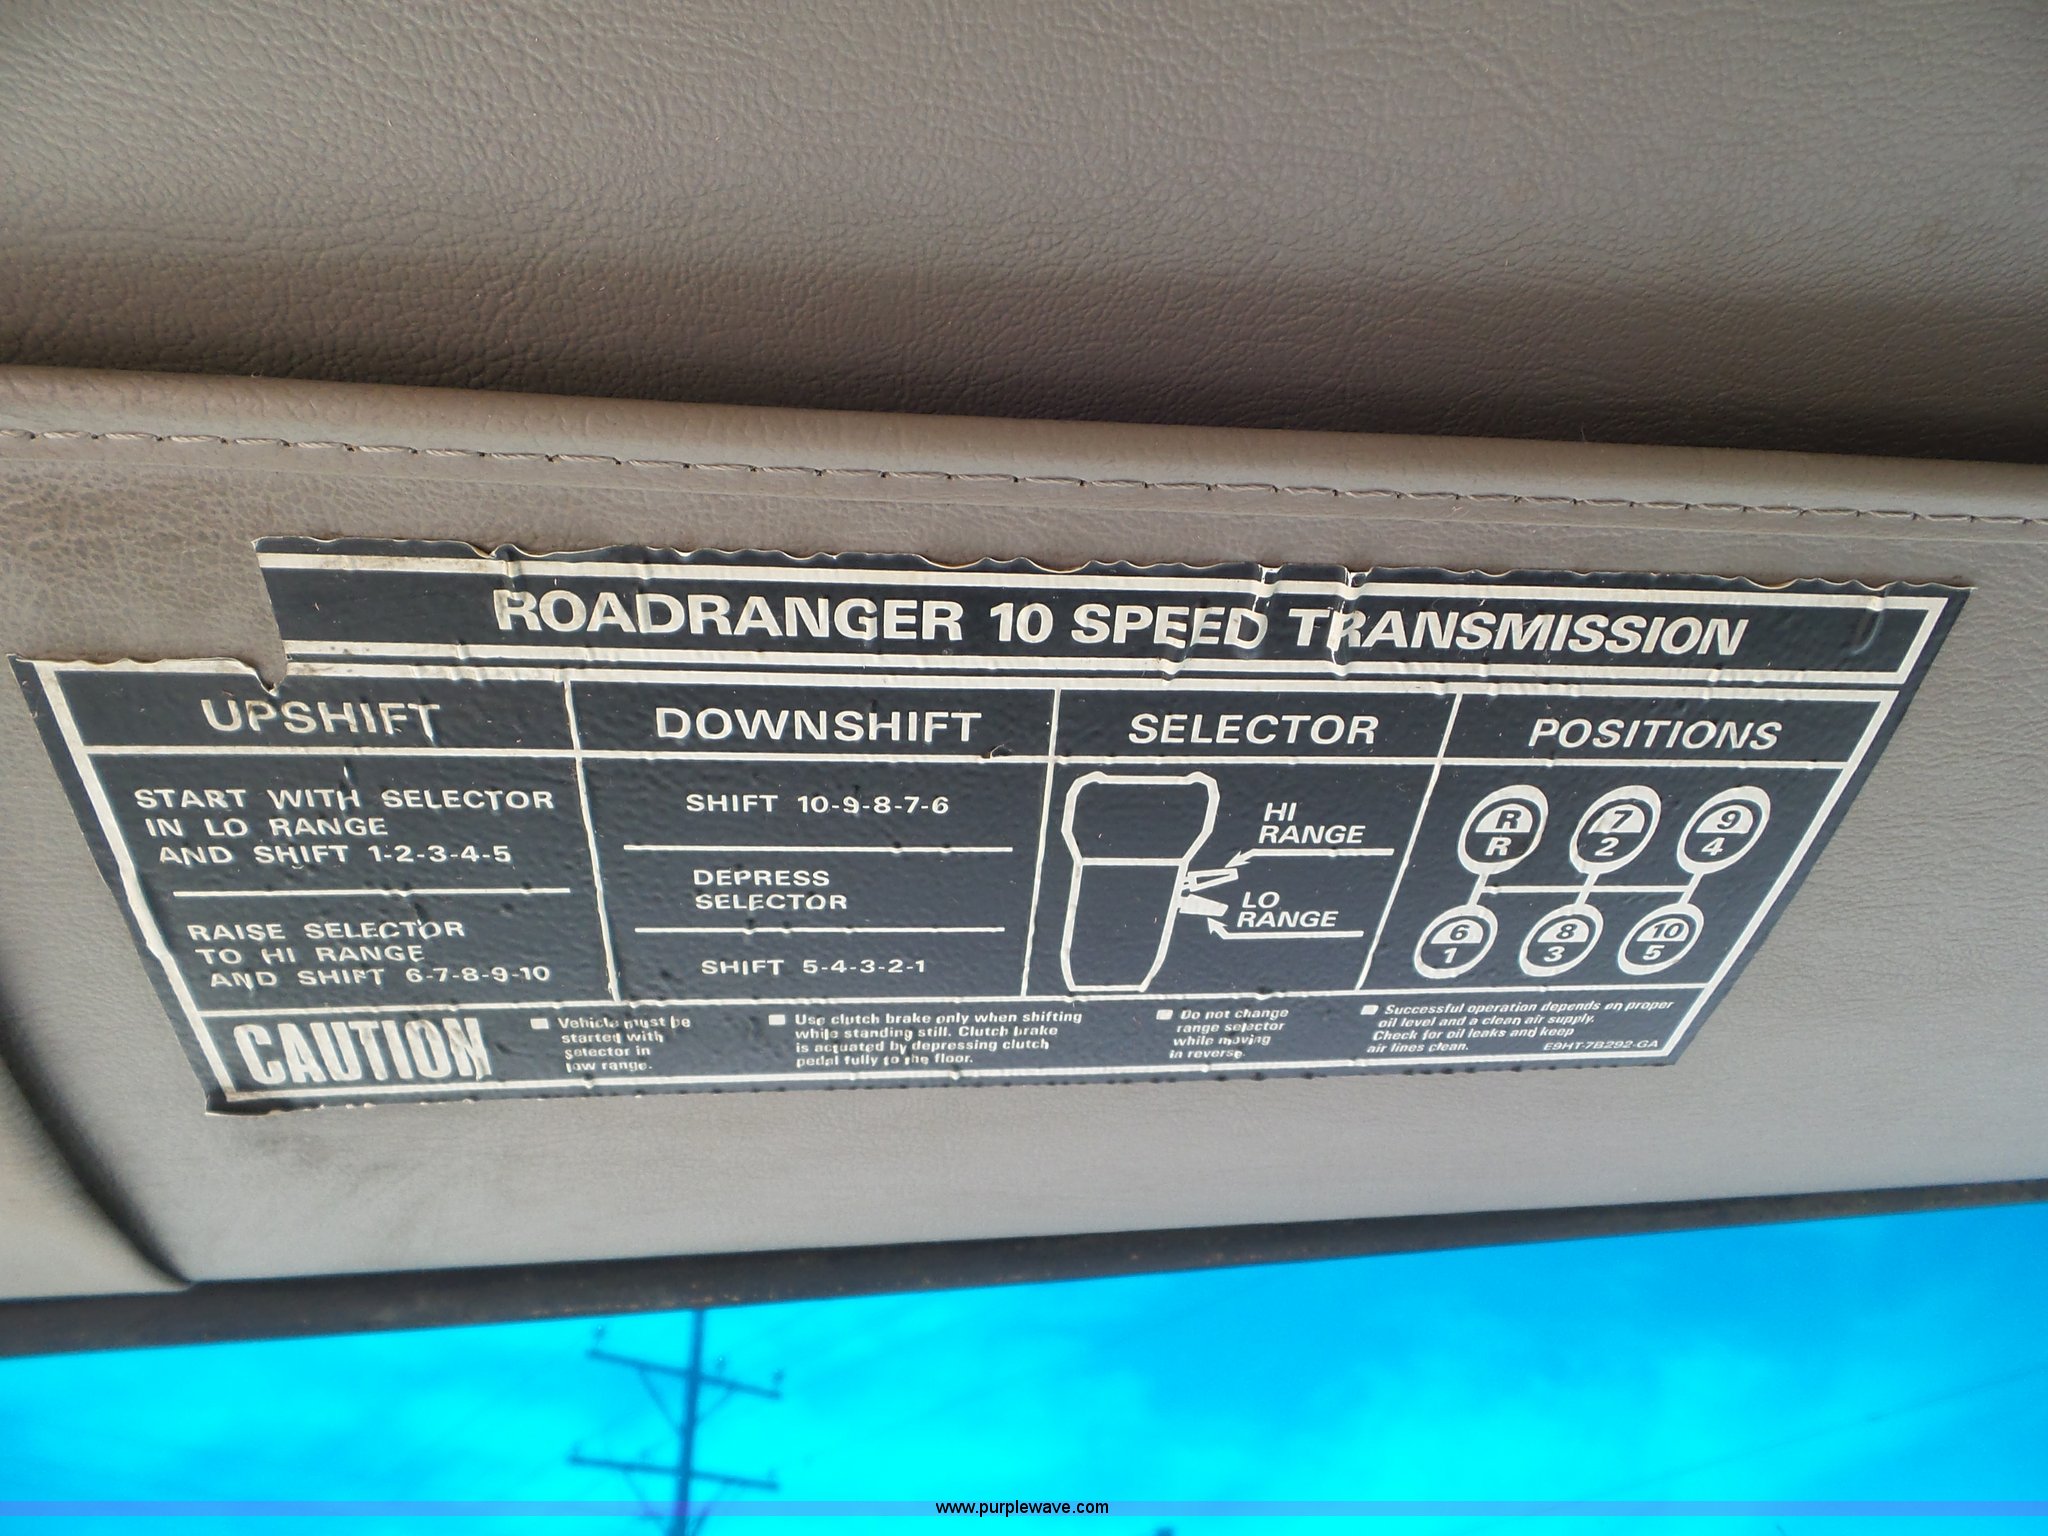 ROADRANGER 10 SPEED TRANSMISSION
UPSHIFT
START WITH SELECTOR
IN LO RANGE
AND SHIFT 1-2-3-4-5
RAISE SELECTOR
TO HI RANGE
AND SHIFT 6-7-8-9-10
DOWNSHIFT
SHIFT 10-9-8-7-6
DEPRESS
SELECTOR
SHIFT 5-4-3-2-1
SELECTOR
HI
RANGE
LO
RANGE
POSITIONS
R 7 9
R 2 4
6 8 10
1 3 5
CAUTION
Vehicle must be
started with
selector in
low range.
Use clutch brake only when shifting
while standing still. Clutch brake
is actuated by depressing clutch
pedal fully to the floor.
Do not change
range selector
while moving
in reverse.
Successful operation depends on proper
oil level and a clean air supply.
Check for oil leaks and keep
air lines clean.
E9HT-7B292-GA
www.purplewave.com